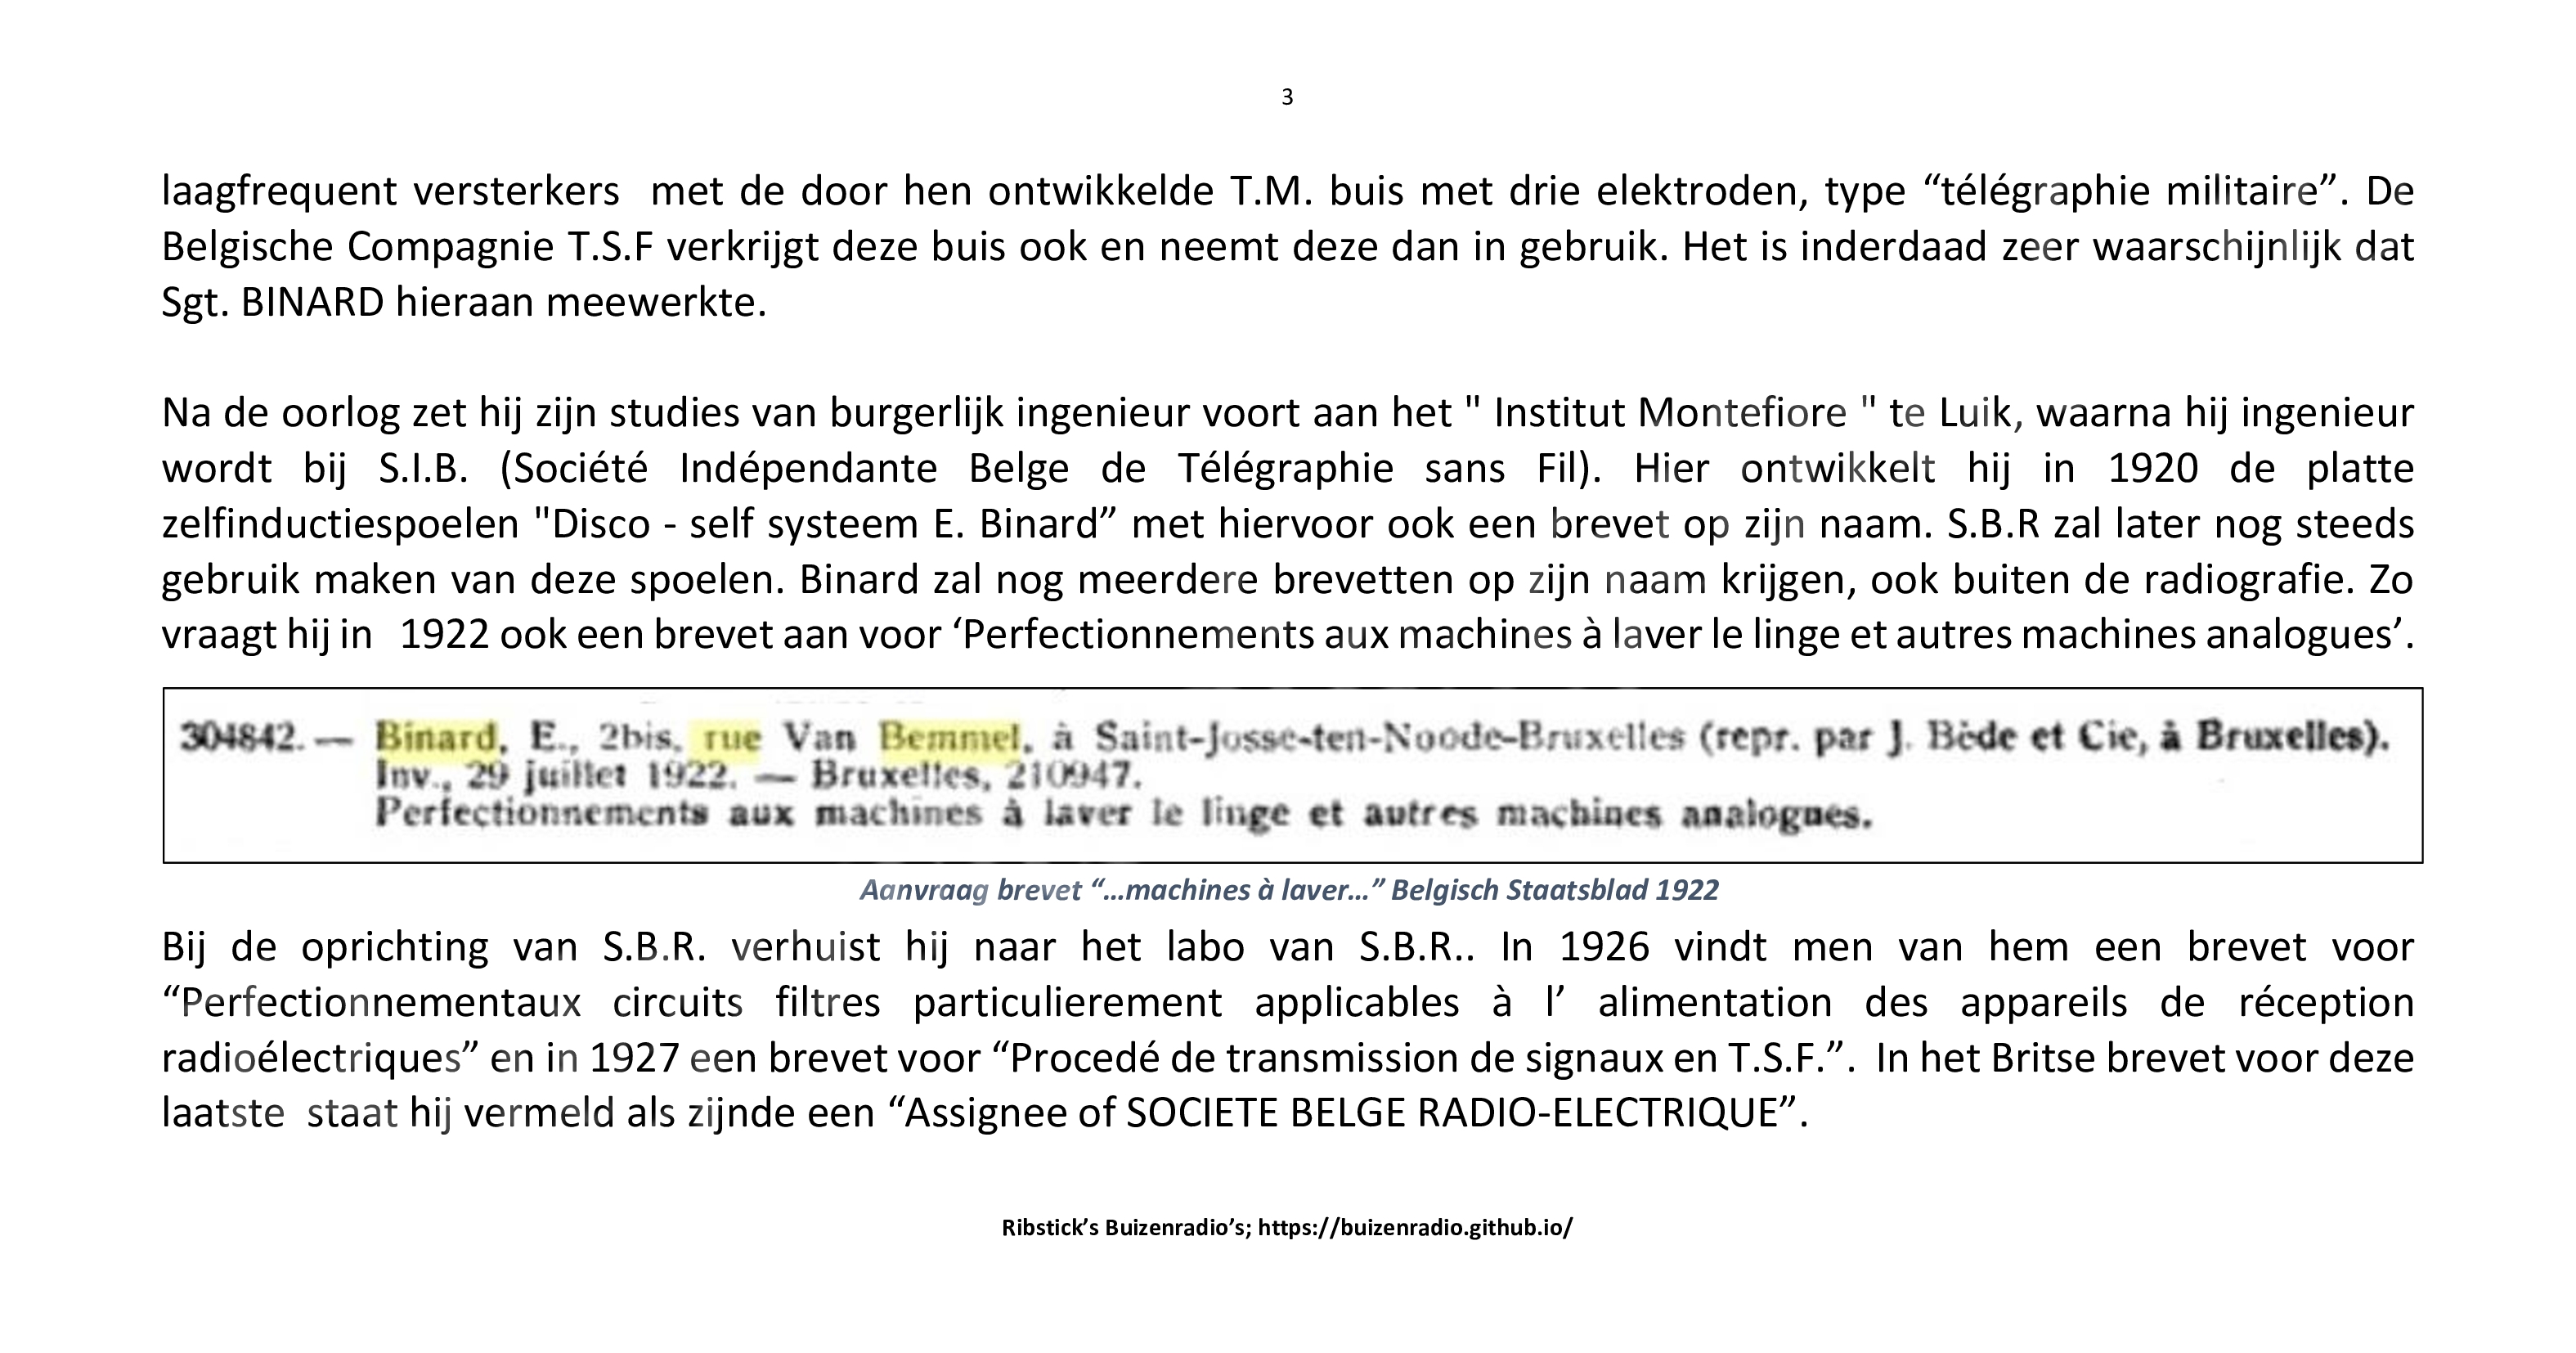 3
laagfrequent versterkers met de door hen ontwikkelde T.M. buis met drie elektroden, type “télégraphie militaire”. De
Belgische Compagnie T.S.F verkrijgt deze buis ook en neemt deze dan in gebruik. Het is inderdaad zeer waarschijnlijk dat
Sgt. BINARD hieraan meewerkte.
Na de oorlog zet hij zijn studies van burgerlijk ingenieur voort aan het " Institut Montefiore " te Luik, waarna hij ingenieur
wordt bij S.I.B. (Société Indépendante Belge de Télégraphie sans Fil). Hier ontwikkelt hij in 1920 de platte
zelfinductiespoelen "Disco - self systeem E. Binard” met hiervoor ook een brevet op zijn naam. S.B.R zal later nog steeds
gebruik maken van deze spoelen. Binard zal nog meerdere brevetten op zijn naam krijgen, ook buiten de radiografie. Zo
vraagt hij in 1922 ook een brevet aan voor ‘Perfectionnements aux machines à laver le linge et autres machines analogues’.
304842. — Binard, E., 2bis, rue Van Bemmel, à Saint-Josse-ten-Noode-Bruxelles (repr. par J. Bède et Cie, à Bruxelles).
Inv., 29 juillet 1922. — Bruxelles, 210947.
Perfectionnements aux machines à laver le linge et autres machines analogues.
Aanvraag brevet “…machines à laver…” Belgisch Staatsblad 1922
Bij de oprichting van S.B.R. verhuist hij naar het labo van S.B.R.. In 1926 vindt men van hem een brevet voor
“Perfectionnementaux circuits filtres particulierement applicables à l’ alimentation des appareils de réception
radioélectriques” en in 1927 een brevet voor “Procedé de transmission de signaux en T.S.F.”. In het Britse brevet voor deze
laatste staat hij vermeld als zijnde een “Assignee of SOCIETE BELGE RADIO-ELECTRIQUE”.
Ribstick’s Buizenradio’s; https://buizenradio.github.io/